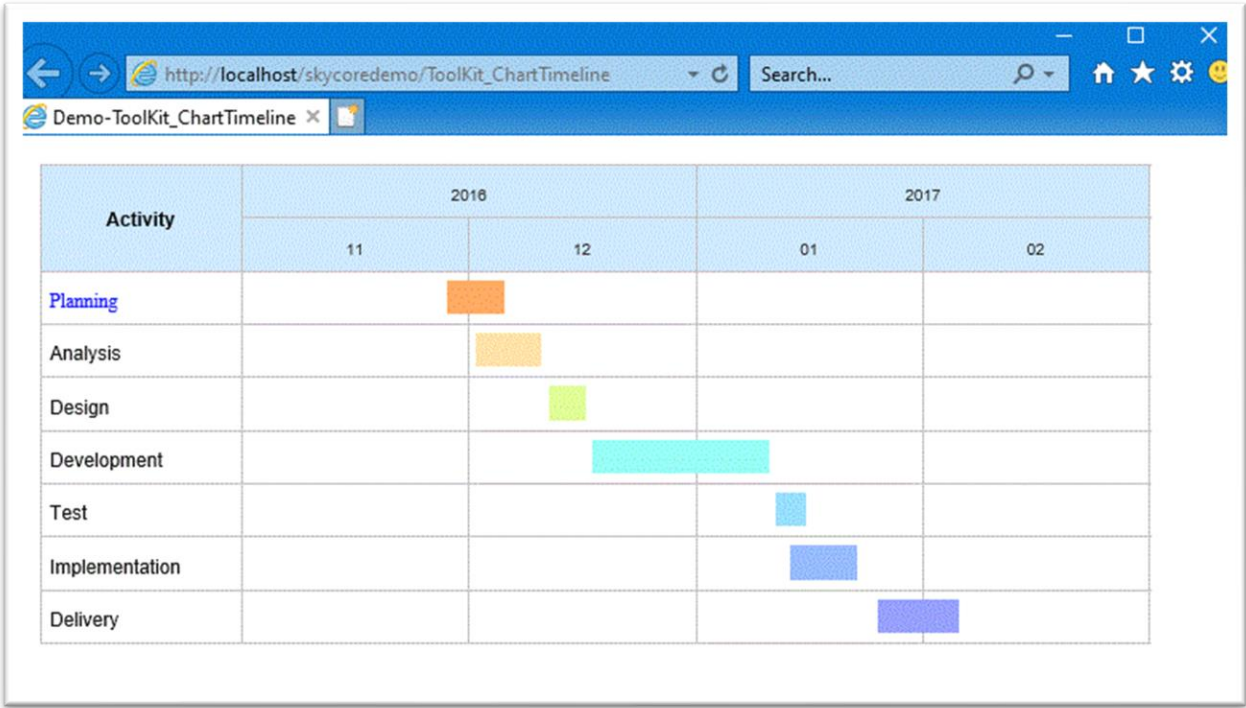 http://localhost/skycoredemo/ToolKit_ChartTimeline
Search...
Demo-ToolKit_ChartTimeline
Activity
2016
2017
11
12
01
02
Planning
Analysis
Design
Development
Test
Implementation
Delivery